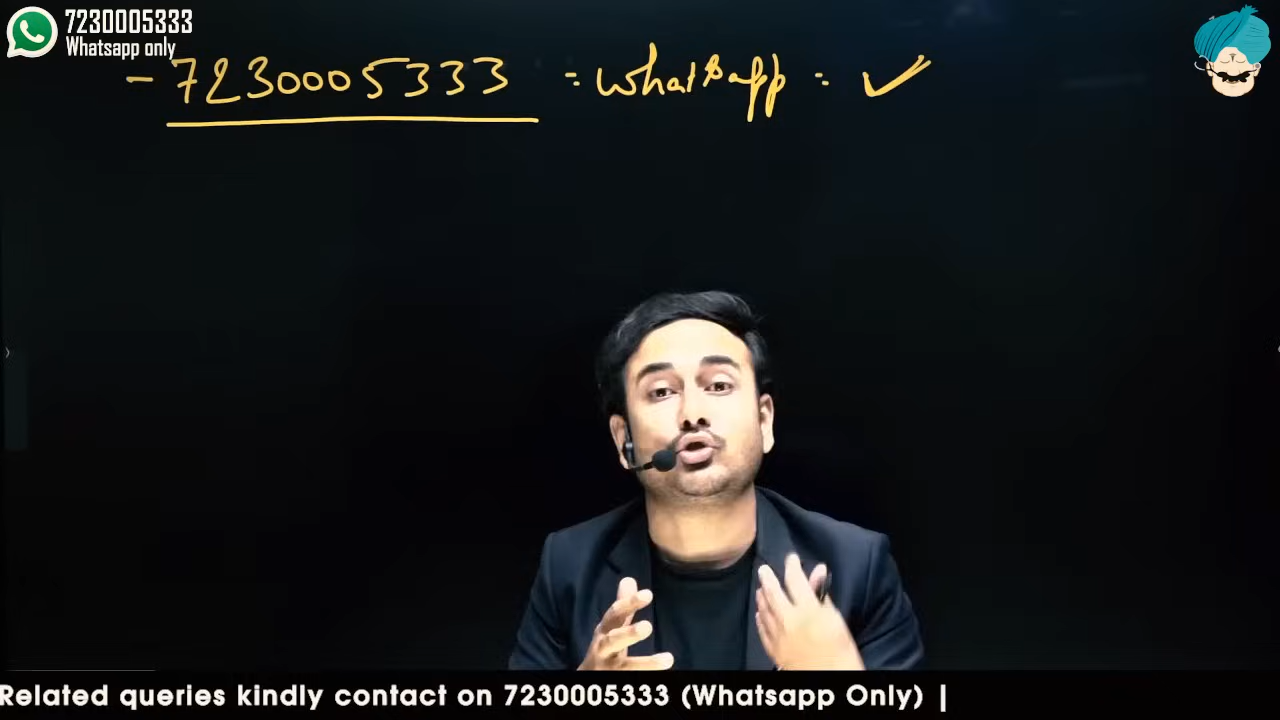 7230005333
Whatsapp only
- 7230005333 = Whatsapp = ✓
Related queries kindly contact on 7230005333 (Whatsapp Only) |